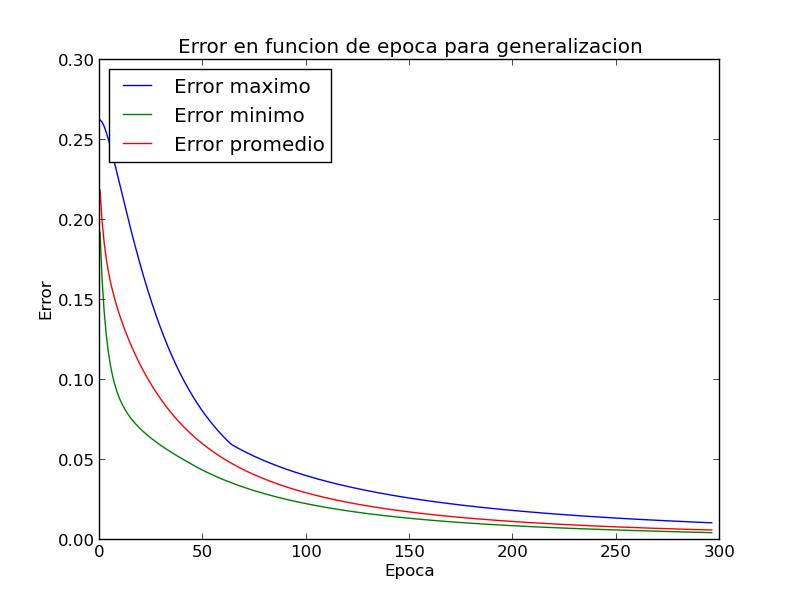 Error en funcion de epoca para generalizacion
0.30
Error maximo
Error minimo
Error promedio
0.25
0.20
0.15
0.10
0.05
0.00
Error
0 50 100 150 200 250 300
Epoca